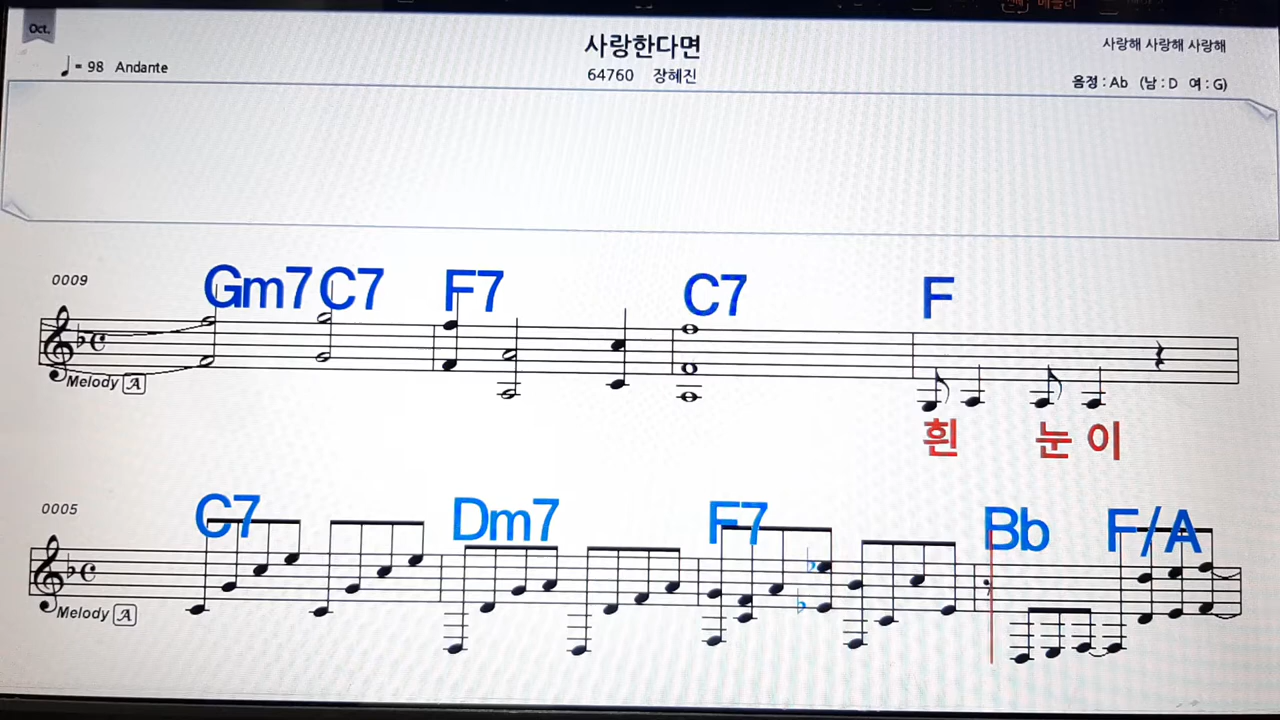 Oct.
사랑한다면
사랑해 사랑해 사랑해
= 98 Andante
64760 장혜진
음정 : Ab (남 : D 여 : G)
0009
Gm7 C7 F7 C7 F
Melody A
흰 눈 이
0005
C7 Dm7 F7 Bb F/A
Melody A